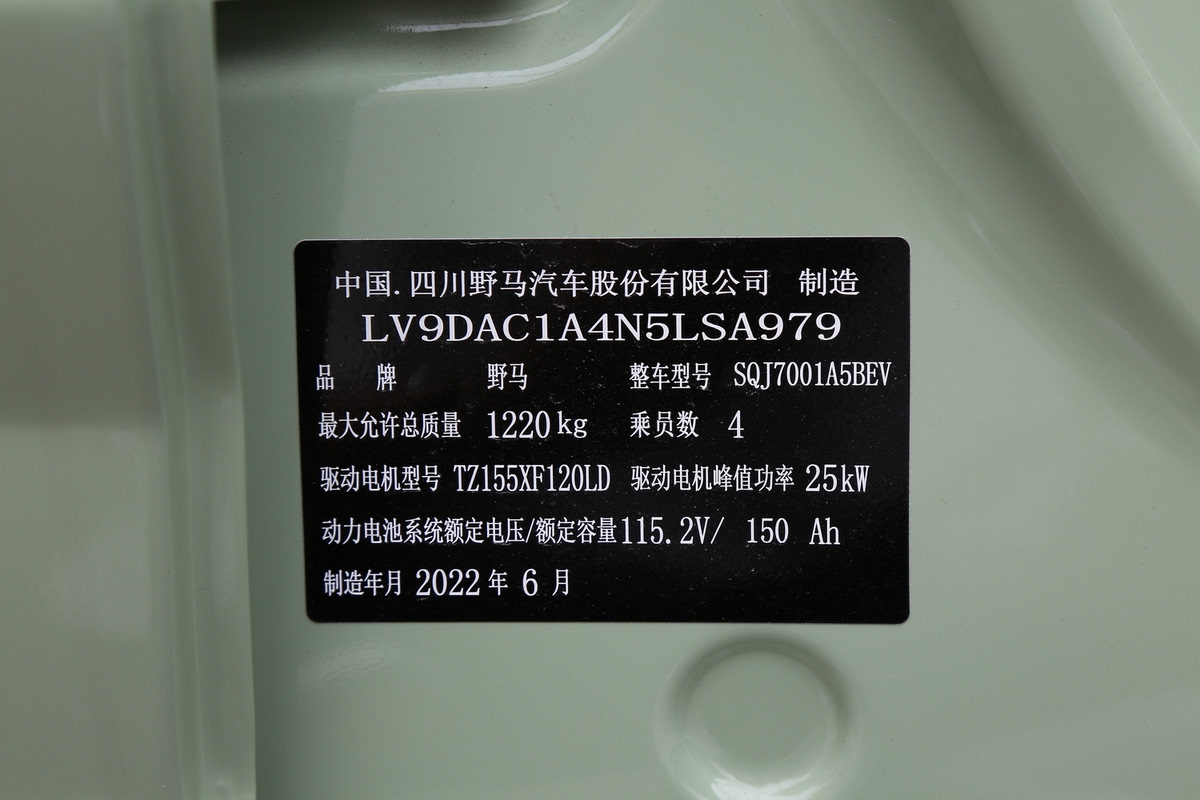 中国.四川野马汽车股份有限公司 制造
LV9DAC1A4N5LSA979
品 牌 野马 整车型号 SQJ7001A5BEV
最大允许总质量 1220kg 乘员数 4
驱动电机型号 TZ155XF120LD 驱动电机峰值功率 25kW
动力电池系统额定电压/额定容量115.2V/ 150 Ah
制造年月 2022年 6 月